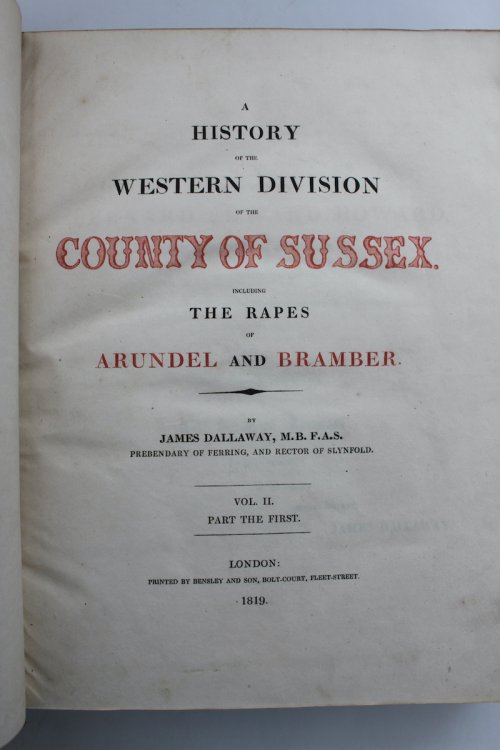 A
HISTORY
OF THE
WESTERN DIVISION
OF THE
COUNTY OF SUSSEX.
INCLUDING
THE RAPES
OF
ARUNDEL AND BRAMBER.
BY
JAMES DALLAWAY, M.B. F.A.S.
PREBENDARY OF FERRING, AND RECTOR OF SLYNFOLD.
VOL. II.
PART THE FIRST.
LONDON:
PRINTED BY BENSLEY AND SON, BOLT-COURT, FLEET-STREET.
1819.